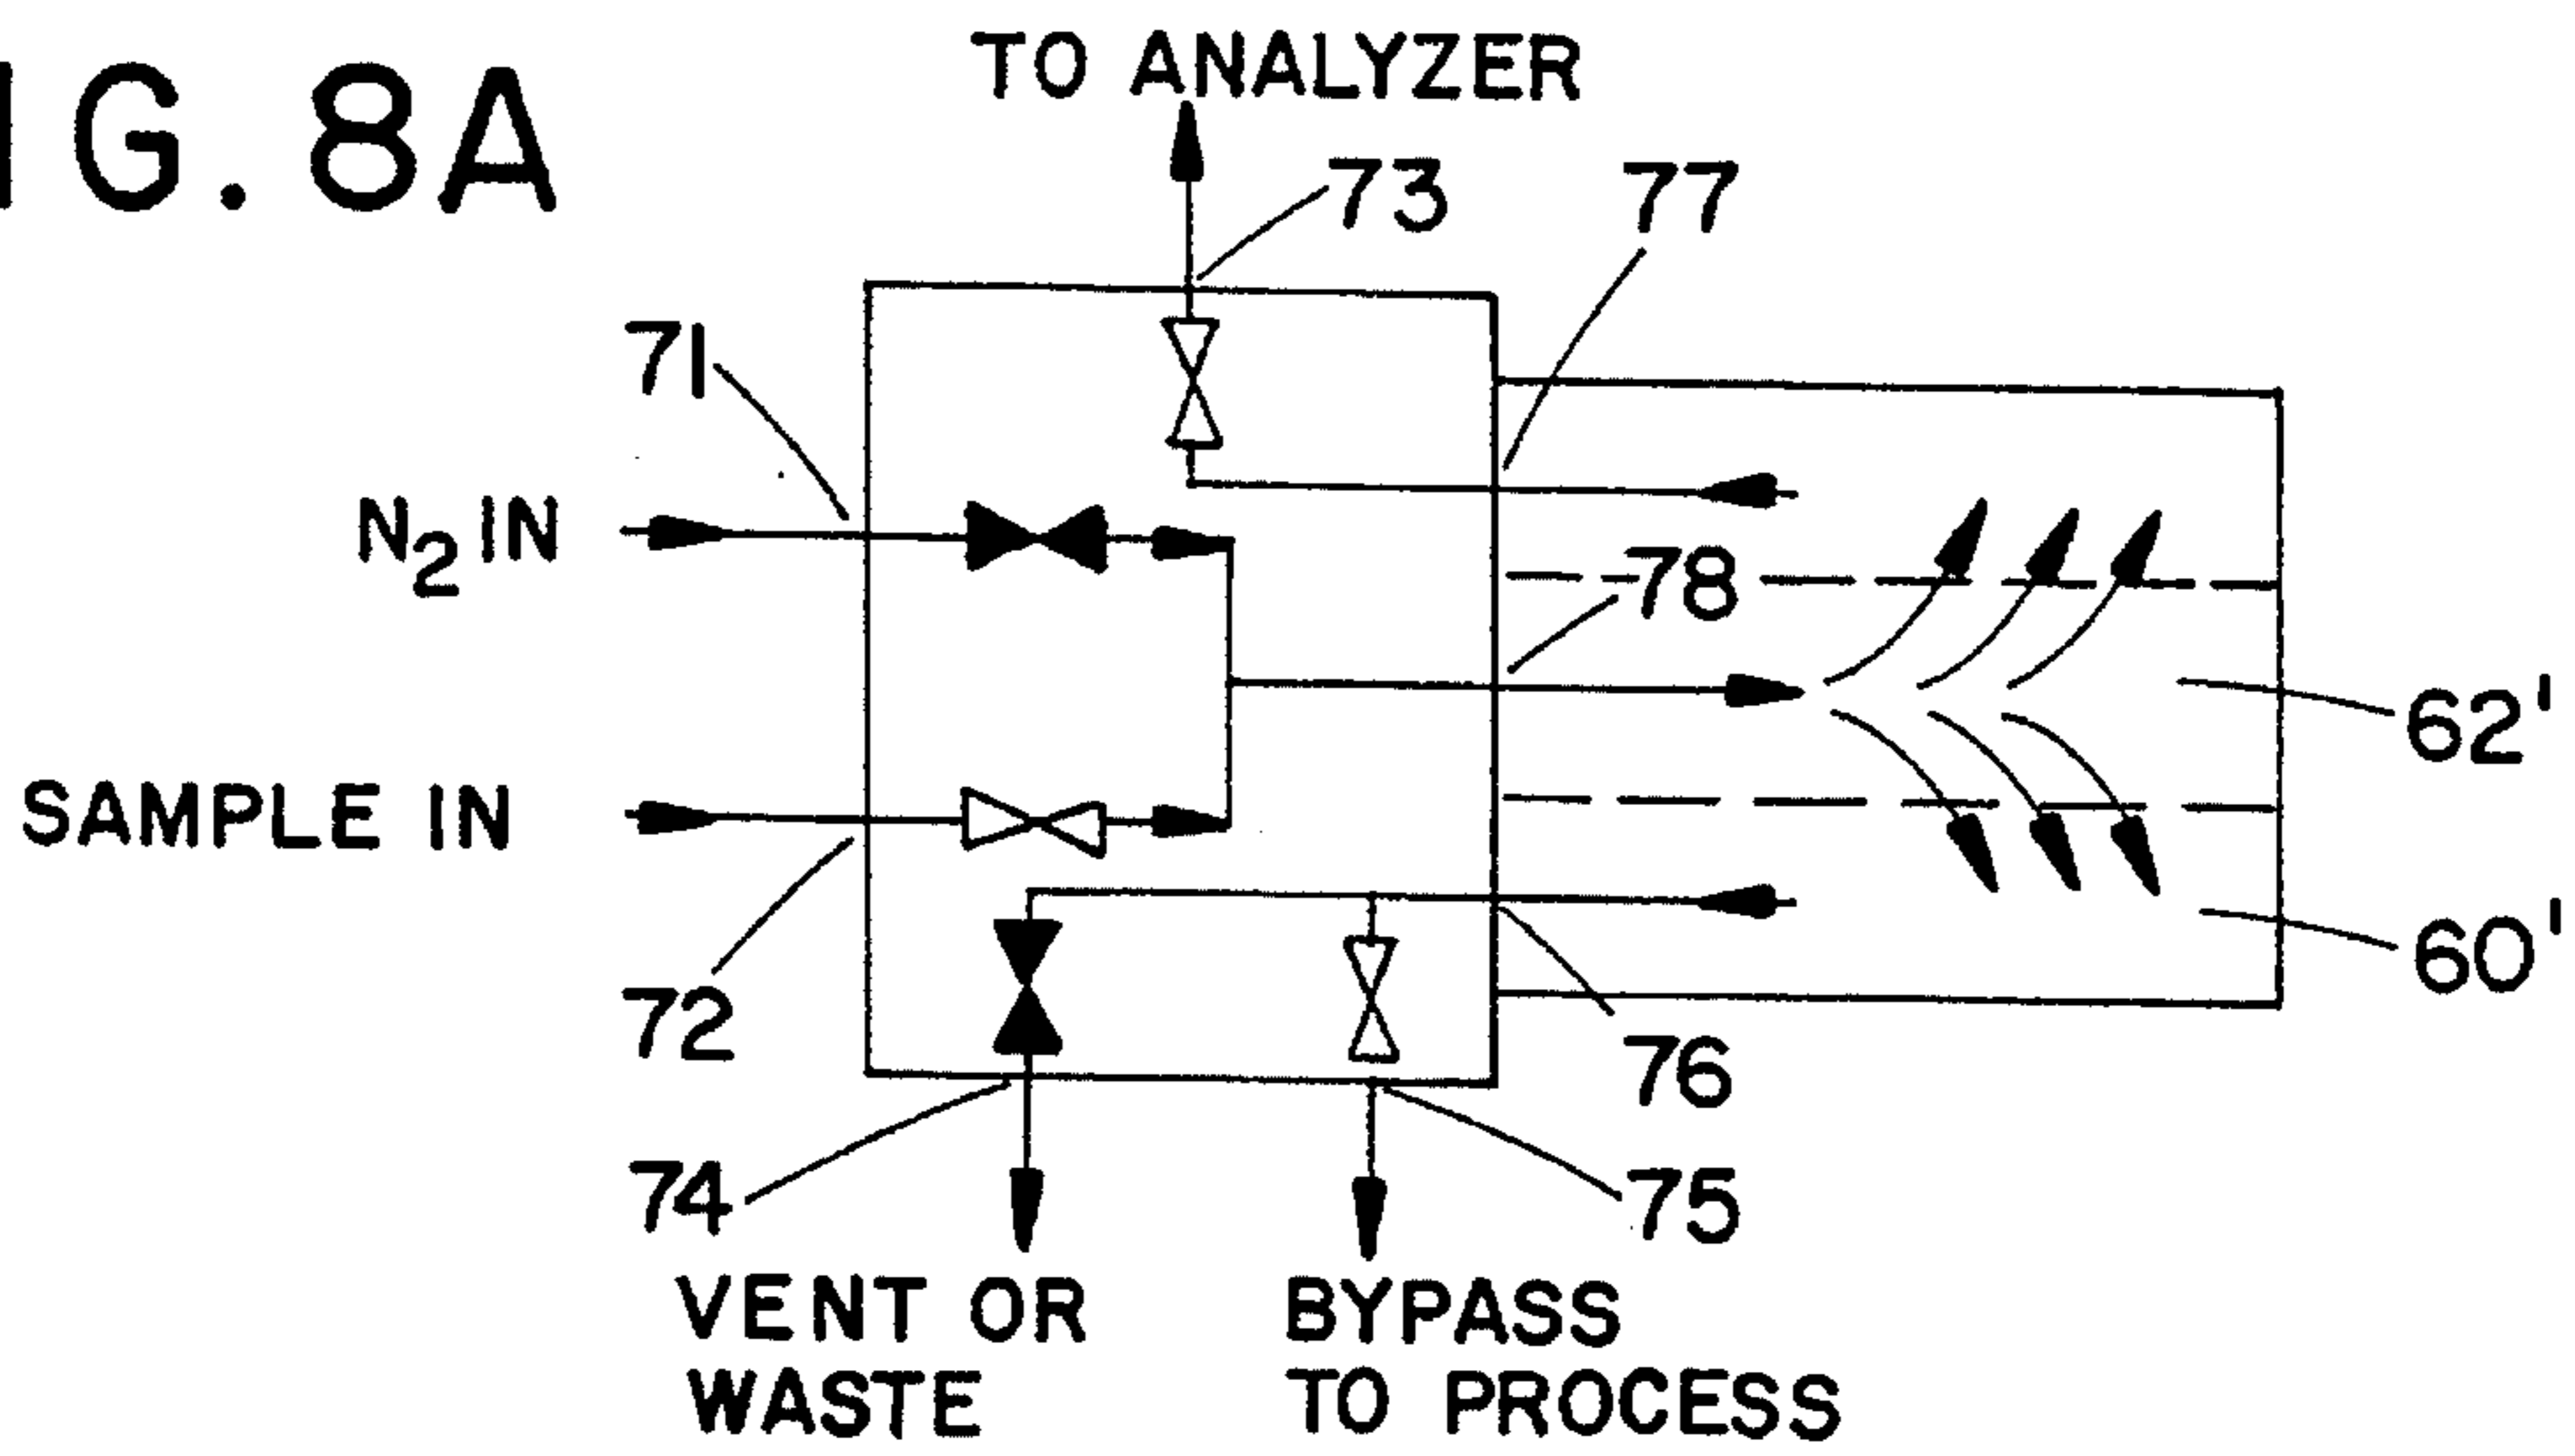 IG. 8A
TO ANALYZER
73
77
71
N2 IN
78
62'
SAMPLE IN
60'
72
76
74
75
VENT OR
WASTE
BYPASS
TO PROCESS